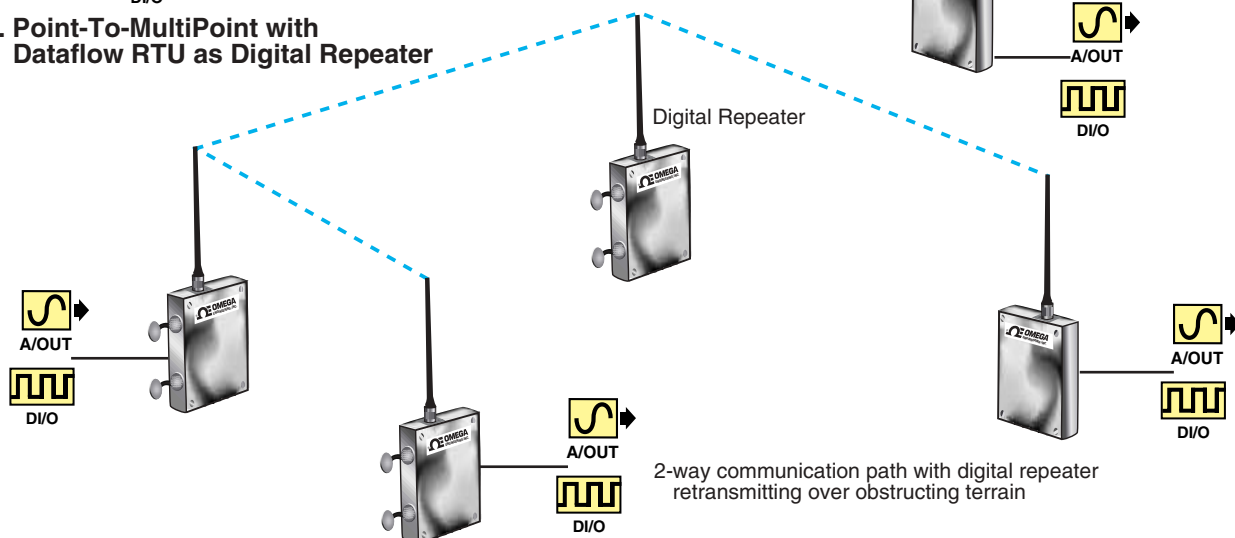 DI/O
. Point-To-MultiPoint with
Dataflow RTU as Digital Repeater
A/OUT
DI/O
Digital Repeater
OMEGA
OMEGA
A/OUT
DI/O
OMEGA
A/OUT
DI/O
OMEGA
A/OUT
DI/O
2-way communication path with digital repeater
retransmitting over obstructing terrain